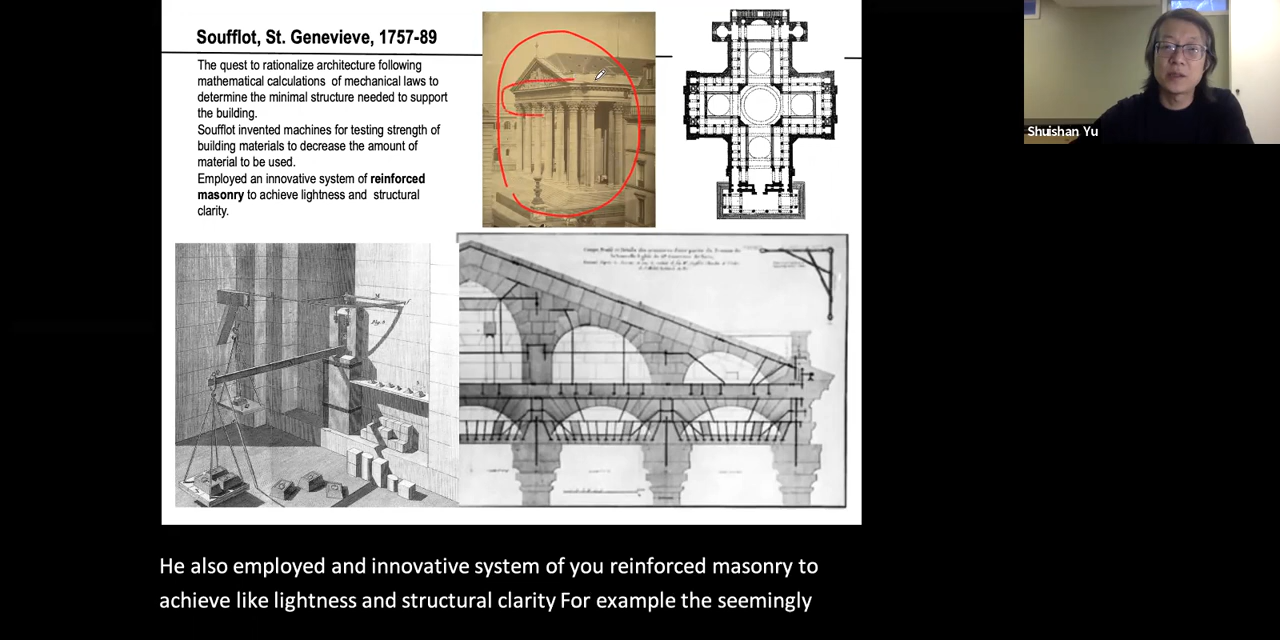 Soufflot, St. Genevieve, 1757-89
The quest to rationalize architecture following
mathematical calculations of mechanical laws to
determine the minimal structure needed to support
the building.
Soufflot invented machines for testing strength of
building materials to decrease the amount of
material to be used.
Employed an innovative system of reinforced
masonry to achieve lightness and structural
clarity.
Shuishan Yu
He also employed and innovative system of you reinforced masonry to
achieve like lightness and structural clarity For example the seemingly